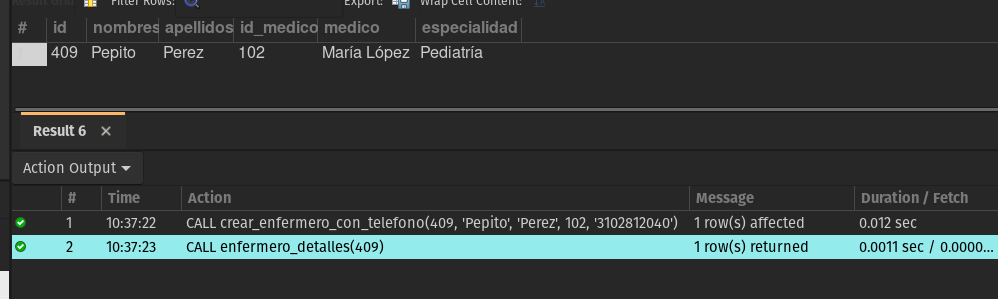 Result Grid Filter Rows: Export: Wrap Cell Content:
# id nombres apellidos id_medico medico especialidad
409 Pepito Perez 102 María López Pediatría
Result 6 ×
Action Output
# Time Action Message Duration / Fetch
1 10:37:22 CALL crear_enfermero_con_telefono(409, 'Pepito', 'Perez', 102, '3102812040') 1 row(s) affected 0.012 sec
2 10:37:23 CALL enfermero_detalles(409) 1 row(s) returned 0.0011 sec / 0.0000...